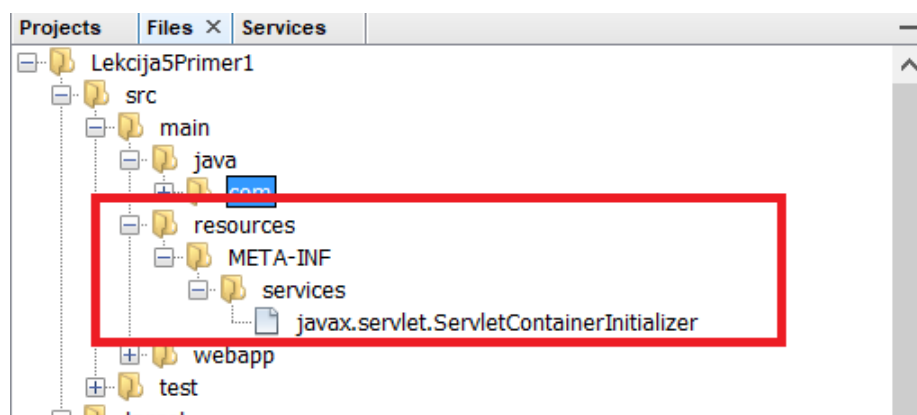 Projects Files × Services
Lekcija5Primer1
src
main
java
com
resources
META-INF
services
javax.servlet.ServletContainerInitializer
webapp
test